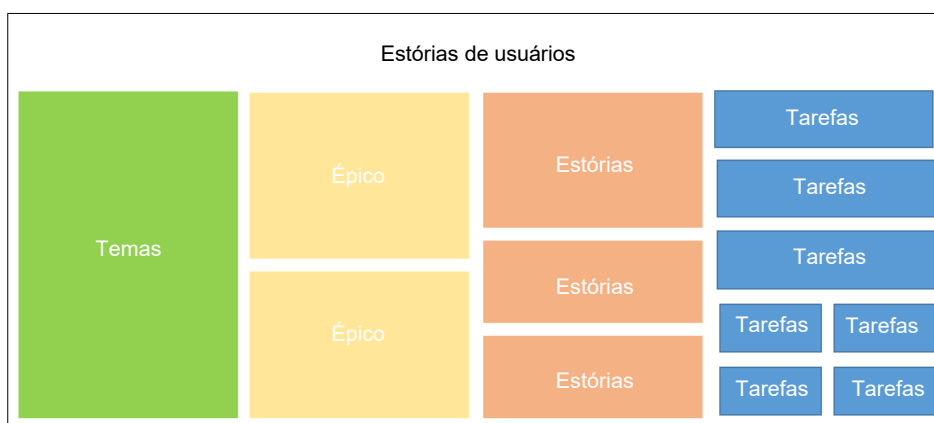 Estórias de usuários
Temas
Épico
Épico
Estórias
Estórias
Estórias
Tarefas
Tarefas
Tarefas
Tarefas
Tarefas
Tarefas
Tarefas